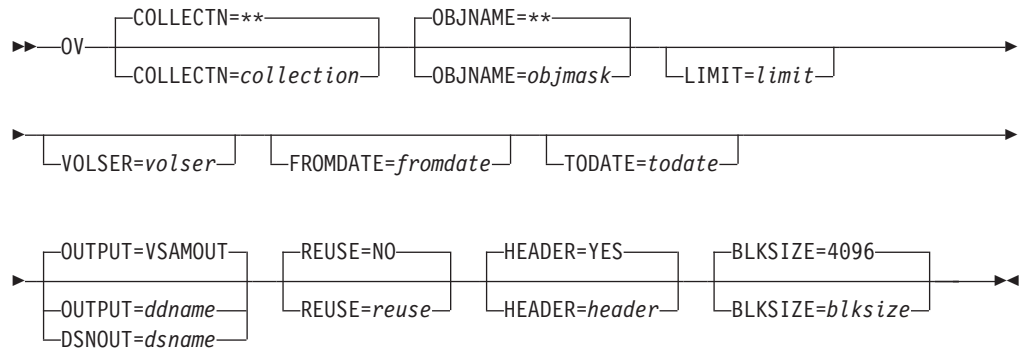 COLLECTN=** OBJNAME=**
OV
COLLECTN=collection OBJNAME=objmask LIMIT=limit
VOLSER=volser FROMDATE=fromdate TODATE=todate
OUTPUT=VSAMOUT REUSE=NO HEADER=YES BLKSIZE=4096
OUTPUT=ddname REUSE=reuse HEADER=header BLKSIZE=blksize
DSNOUT=dsname